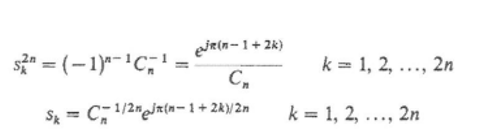 s_k^{2n} = (-1)^{n-1} C_n^{-1} = \frac{e^{jπ(n-1+2k)}}{C_n} k = 1, 2, ..., 2n
s_k = C_n^{-1/2n} e^{jπ(n-1+2k)/2n} k = 1, 2, ..., 2n